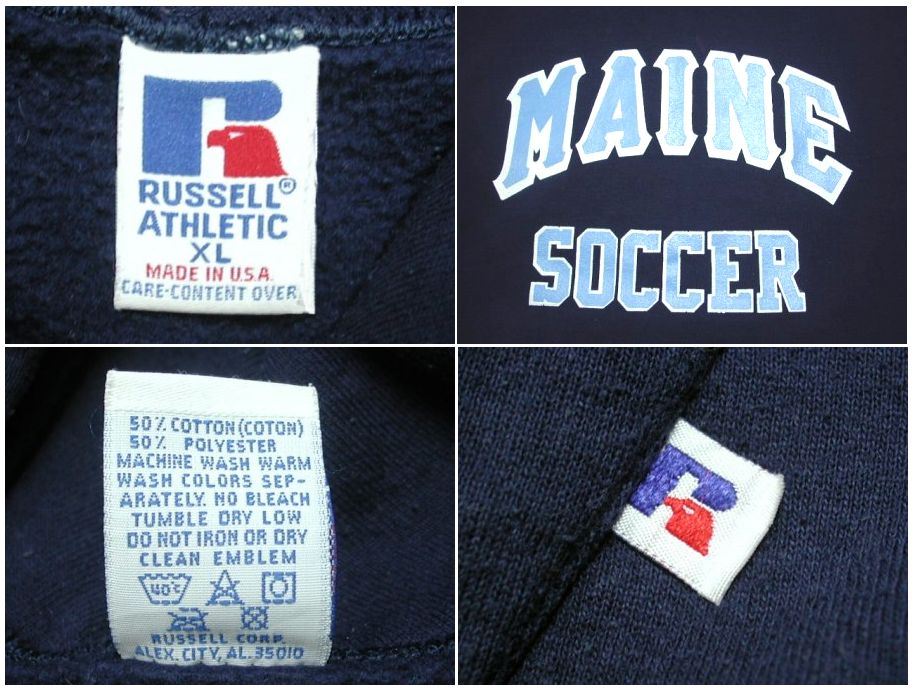 RUSSELL®
ATHLETIC
XL
MADE IN U.S.A.
CARE-CONTENT OVER
MAINE
SOCCER
50% COTTON (COTON)
50% POLYESTER
MACHINE WASH WARM
WASH COLORS SEP-
ARATELY. NO BLEACH
TUMBLE DRY LOW
DO NOT IRON OR DRY
CLEAN EMBLEM
40°C
RUSSELL CORP.
ALEX. CITY, AL. 35010